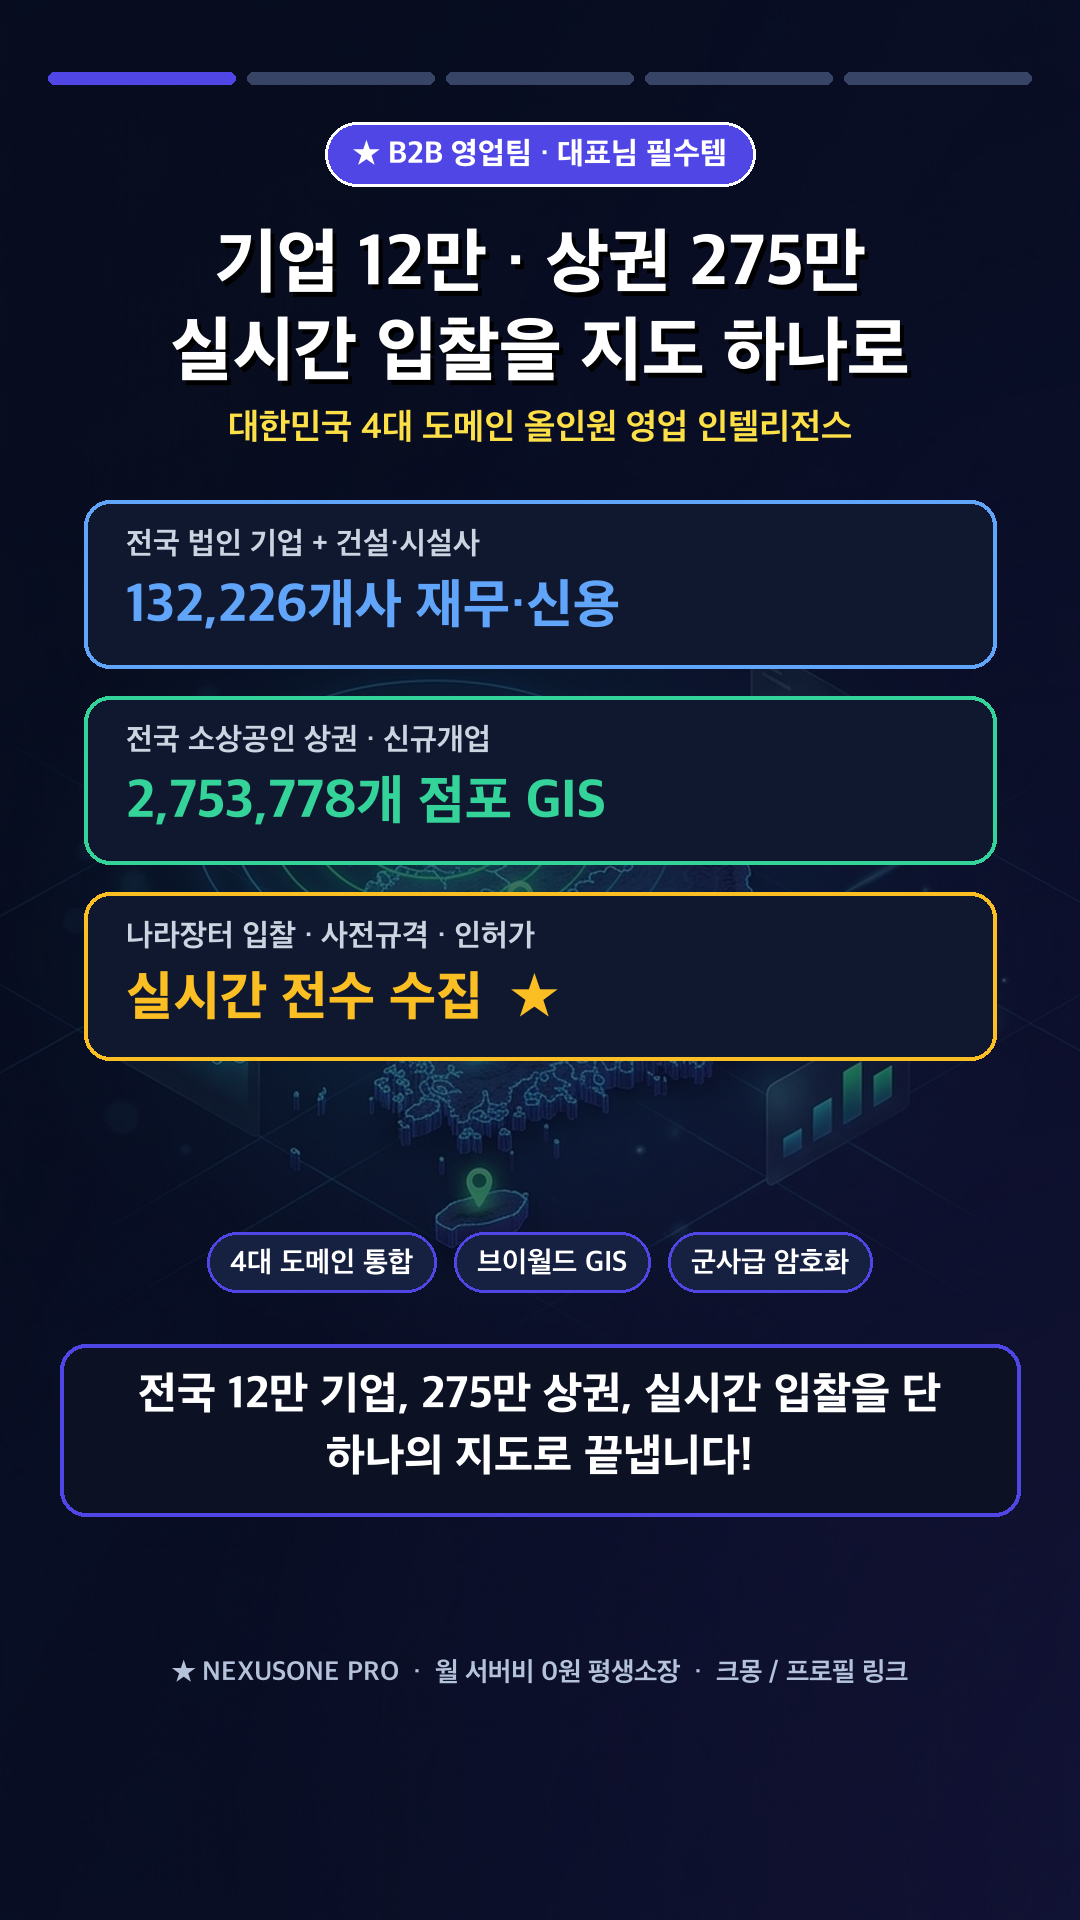 ★ B2B 영업팀 · 대표님 필수템
기업 12만 · 상권 275만
실시간 입찰을 지도 하나로
대한민국 4대 도메인 올인원 영업 인텔리전스
전국 법인 기업 + 건설·시설사
132,226개사 재무·신용
전국 소상공인 상권 · 신규개업
2,753,778개 점포 GIS
나라장터 입찰 · 사전규격 · 인허가
실시간 전수 수집 ★
4대 도메인 통합
브이월드 GIS
군사급 암호화
전국 12만 기업, 275만 상권, 실시간 입찰을 단
하나의 지도로 끝냅니다!
★ NEXUSONE PRO · 월 서버비 0원 평생소장 · 크몽 / 프로필 링크